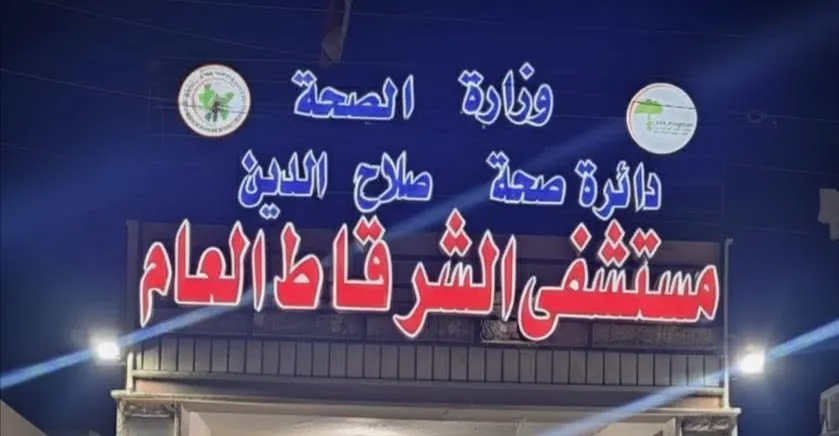 وزارة الصحة
دائرة صحة صلاح الدين
مستشفى الشرقاط العام